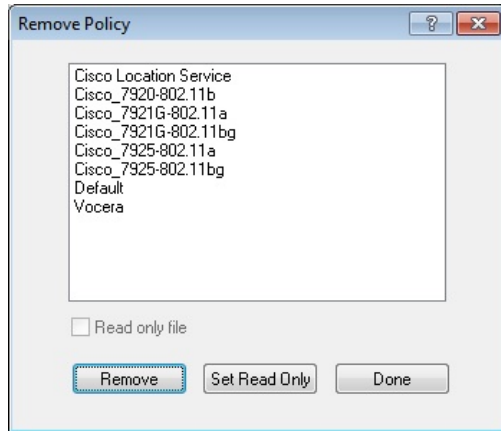 Remove Policy
Cisco Location Service
Cisco_7920-802.11b
Cisco_7921G-802.11a
Cisco_7921G-802.11bg
Cisco_7925-802.11a
Cisco_7925-802.11bg
Default
Vocera
Read only file
Remove Set Read Only Done